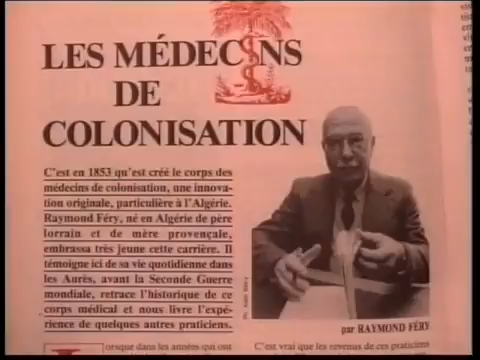 LES MÉDECINS
DE
COLONISATION
C'est en 1853 qu'est créé le corps des
médecins de colonisation, une innova-
tion originale, particulière à l'Algérie.
Raymond Féry, né en Algérie de père
lorrain et de mère provençale,
embrassa très jeune cette carrière. Il
témoigne ici de sa vie quotidienne dans
les Aurès, avant la Seconde Guerre
mondiale, retrace l'historique de ce
corps médical et nous livre l'expé-
rience de quelques autres praticiens.
par RAYMOND FÉRY
orsque dans les années qui ont
C'est vrai que les revenus de ces praticiens